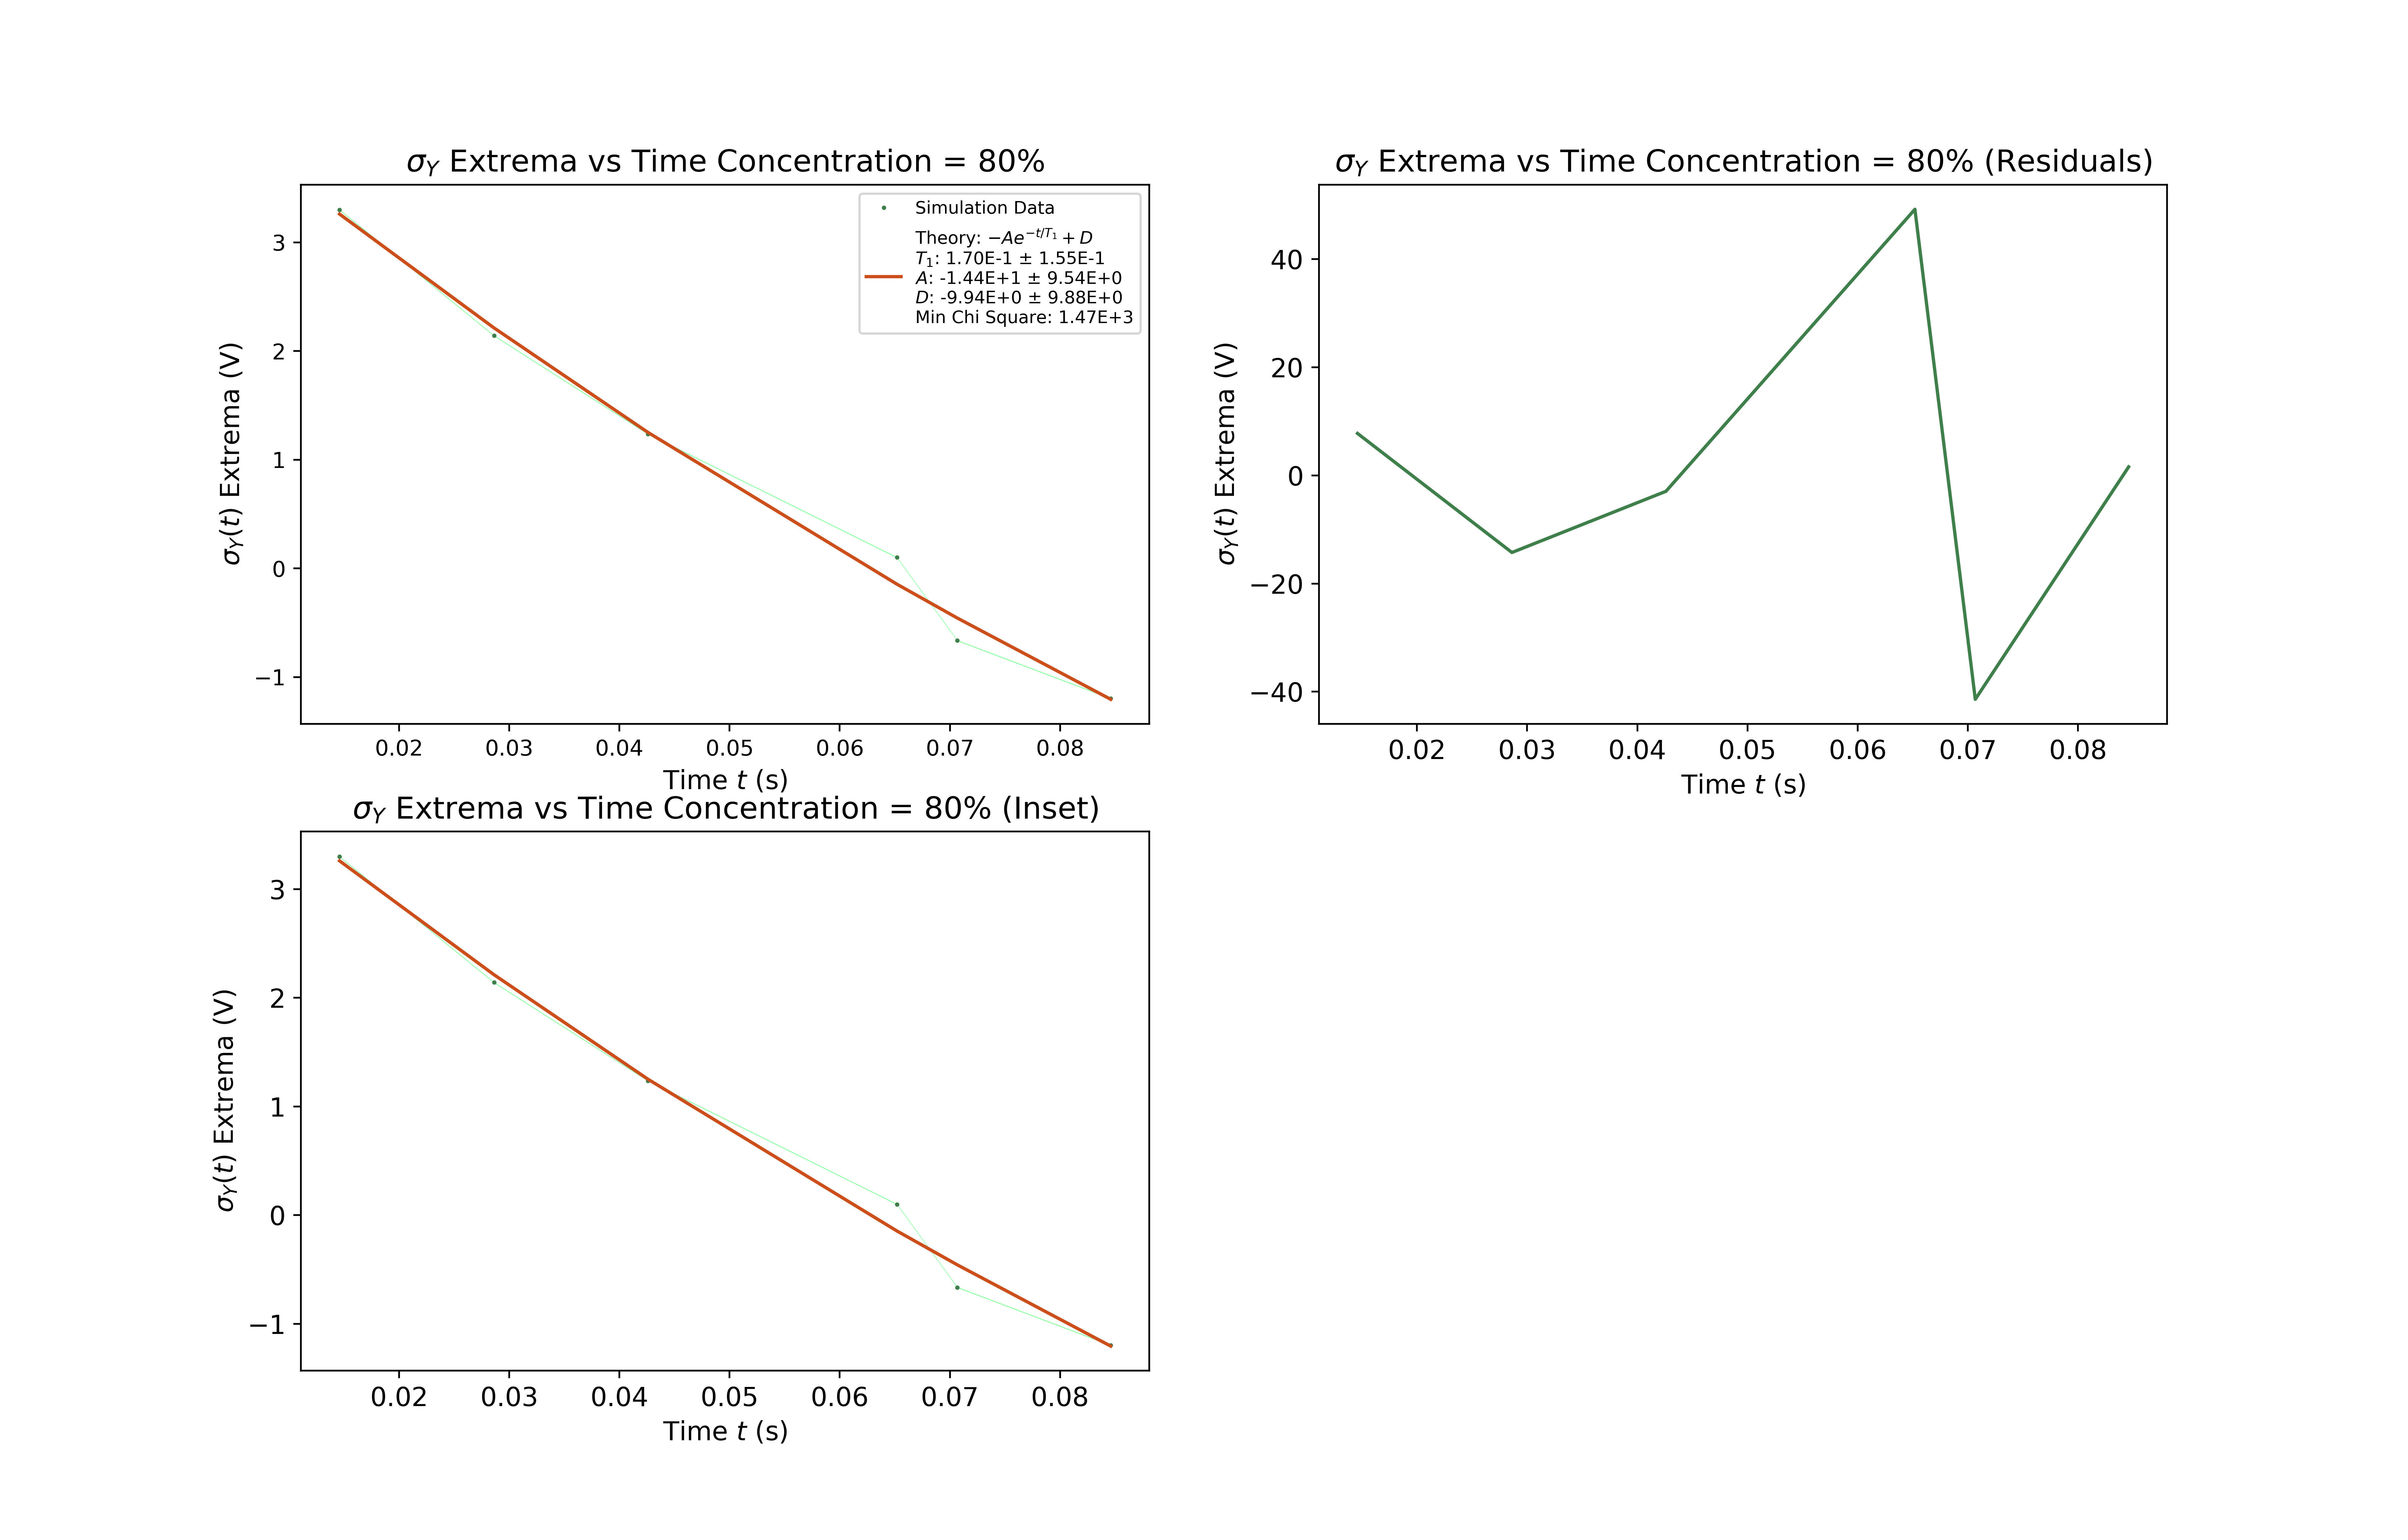 σ_Y Extrema vs Time Concentration = 80%
σ_Y(t) Extrema (V)
3
2
1
0
−1
Simulation Data
Theory: −Ae^{−t/T_1} + D
T_1: 1.70E-1 ± 1.55E-1
A: -1.44E+1 ± 9.54E+0
D: -9.94E+0 ± 9.88E+0
Min Chi Square: 1.47E+3
0.02 0.03 0.04 0.05 0.06 0.07 0.08
Time t (s)
σ_Y Extrema vs Time Concentration = 80% (Residuals)
σ_Y(t) Extrema (V)
40
20
0
−20
−40
0.02 0.03 0.04 0.05 0.06 0.07 0.08
Time t (s)
σ_Y Extrema vs Time Concentration = 80% (Inset)
σ_Y(t) Extrema (V)
3
2
1
0
−1
0.02 0.03 0.04 0.05 0.06 0.07 0.08
Time t (s)